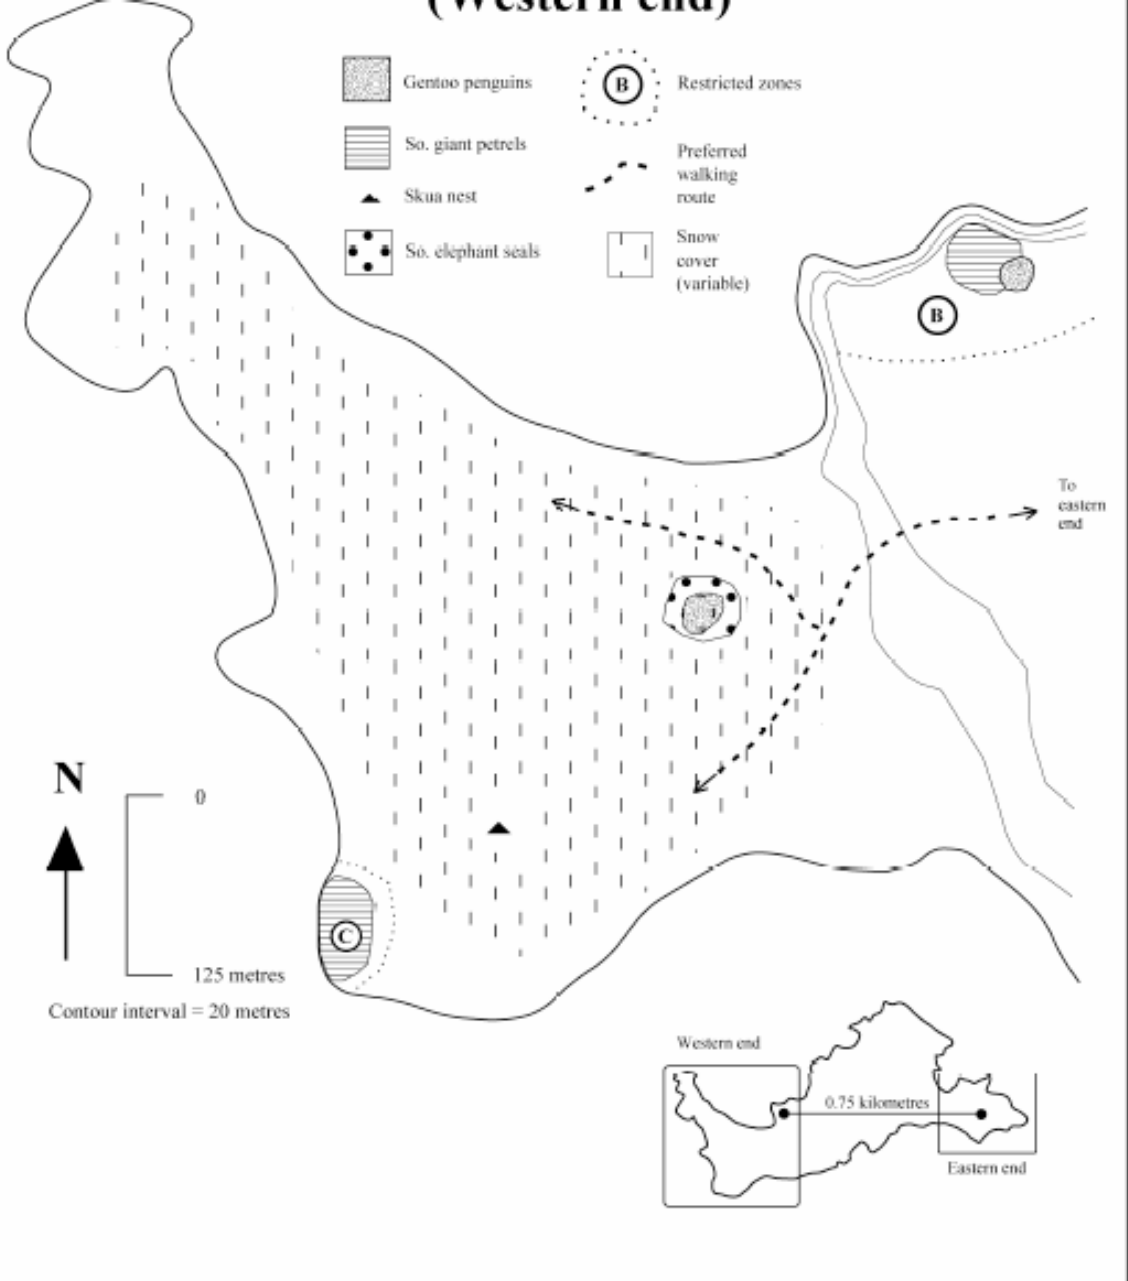 (Western end)
Gentoo penguins
B
Restricted zones
So. giant petrels
Preferred
walking
route
Skua nest
So. elephant seals
Snow
cover
(variable)
B
To
eastern
end
1
N
0
125 metres
C
Contour interval = 20 metres
Western end
0.75 kilometres
Eastern end